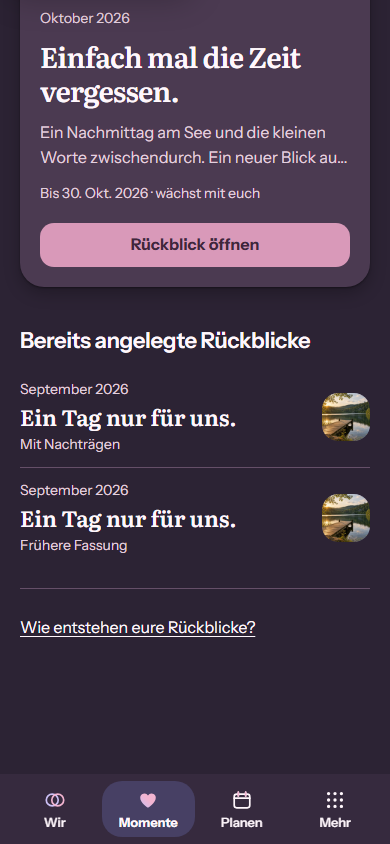 Oktober 2026
Einfach mal die Zeit
vergessen.
Ein Nachmittag am See und die kleinen
Worte zwischendurch. Ein neuer Blick au...
Bis 30. Okt. 2026 · wächst mit euch
Rückblick öffnen
Bereits angelegte Rückblicke
September 2026
Ein Tag nur für uns.
Mit Nachträgen
September 2026
Ein Tag nur für uns.
Frühere Fassung
Wie entstehen eure Rückblicke?
Wir
Momente
Planen
Mehr